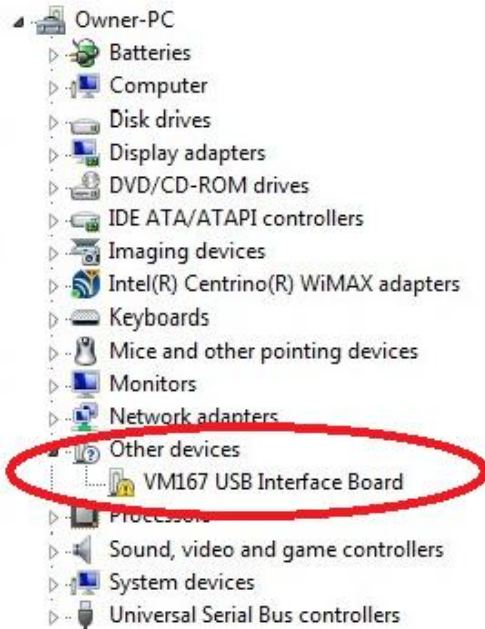 Owner-PC
Batteries
Computer
Disk drives
Display adapters
DVD/CD-ROM drives
IDE ATA/ATAPI controllers
Imaging devices
Intel(R) Centrino(R) WiMAX adapters
Keyboards
Mice and other pointing devices
Monitors
Network adapters
Other devices
VM167 USB Interface Board
Processors
Sound, video and game controllers
System devices
Universal Serial Bus controllers